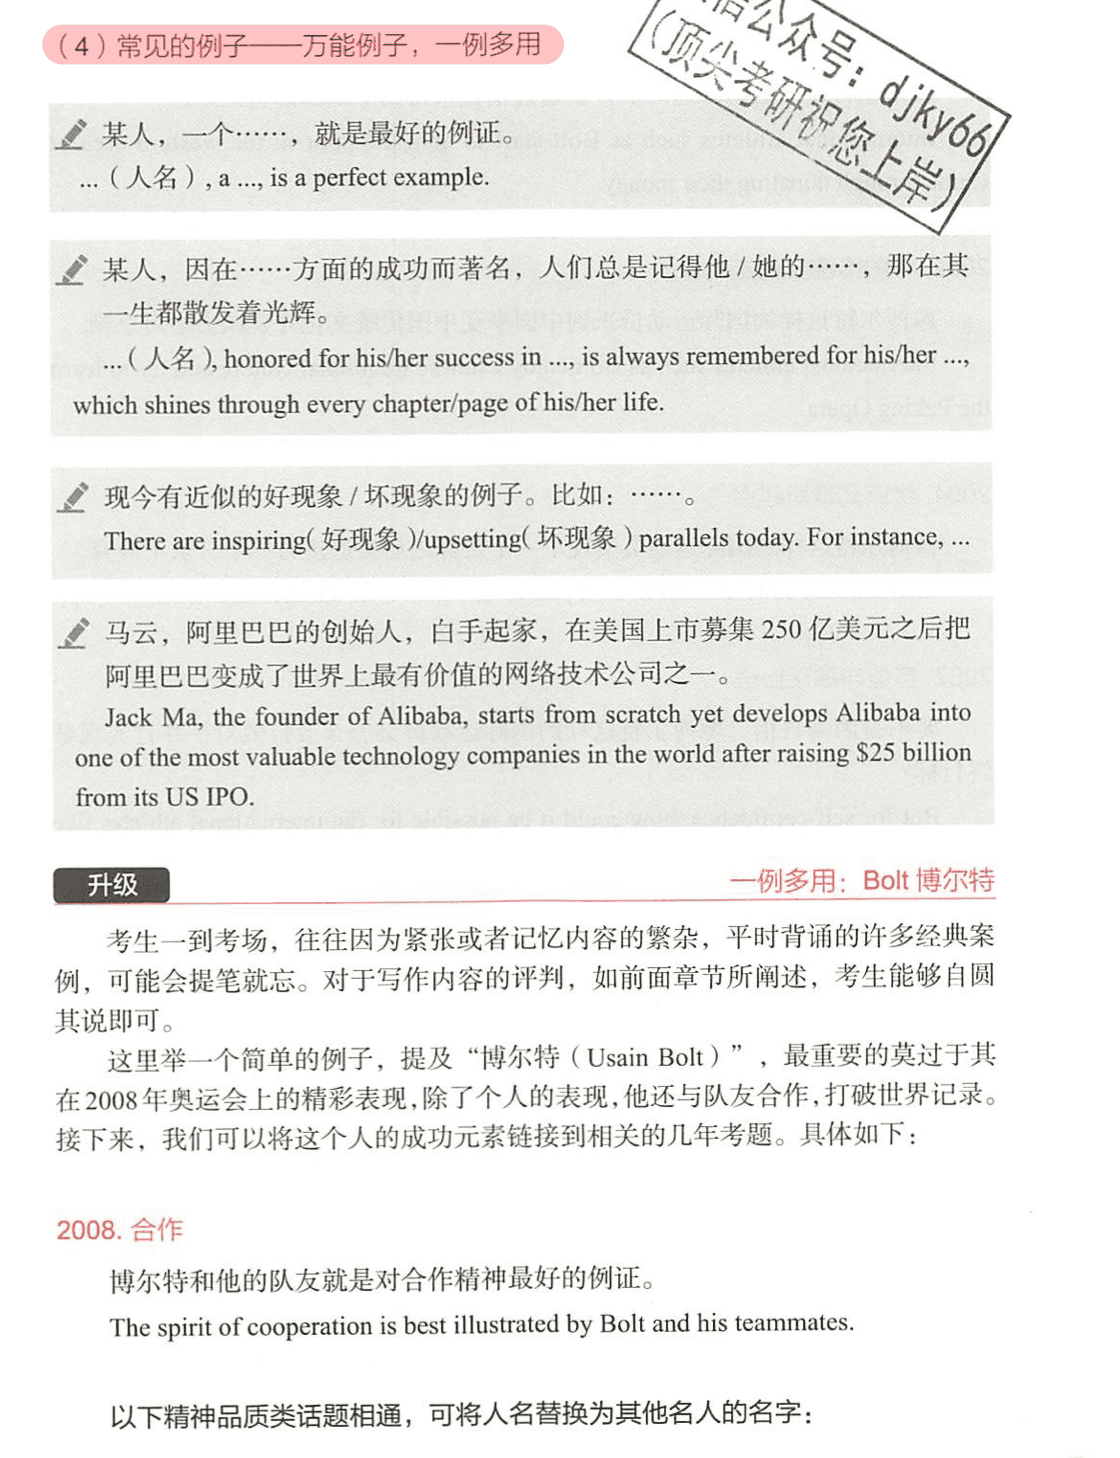 （4）常见的例子——万能例子，一例多用
公众号：djky66
（顶尖考研祝您上岸）
某人，一个……，就是最好的例证。
...（人名）, a ..., is a perfect example.
某人，因在……方面的成功而著名，人们总是记得他 / 她的……，那在其
一生都散发着光辉。
...（人名）, honored for his/her success in ..., is always remembered for his/her ...,
which shines through every chapter/page of his/her life.
现今有近似的好现象 / 坏现象的例子。比如：……。
There are inspiring（好现象）/upsetting（坏现象）parallels today. For instance, ...
马云，阿里巴巴的创始人，白手起家，在美国上市募集 250 亿美元之后把
阿里巴巴变成了世界上最有价值的网络技术公司之一。
Jack Ma, the founder of Alibaba, starts from scratch yet develops Alibaba into
one of the most valuable technology companies in the world after raising $25 billion
from its US IPO.
升级
一例多用：Bolt 博尔特
考生一到考场，往往因为紧张或者记忆内容的繁杂，平时背诵的许多经典案
例，可能会提笔就忘。对于写作内容的评判，如前面章节所阐述，考生能够自圆
其说即可。
这里举一个简单的例子，提及“博尔特（Usain Bolt）”，最重要的莫过于其
在2008年奥运会上的精彩表现，除了个人的表现，他还与队友合作，打破世界记录。
接下来，我们可以将这个人的成功元素链接到相关的几年考题。具体如下：
2008. 合作
博尔特和他的队友就是对合作精神最好的例证。
The spirit of cooperation is best illustrated by Bolt and his teammates.
以下精神品质类话题相通，可将人名替换为其他名人的名字：